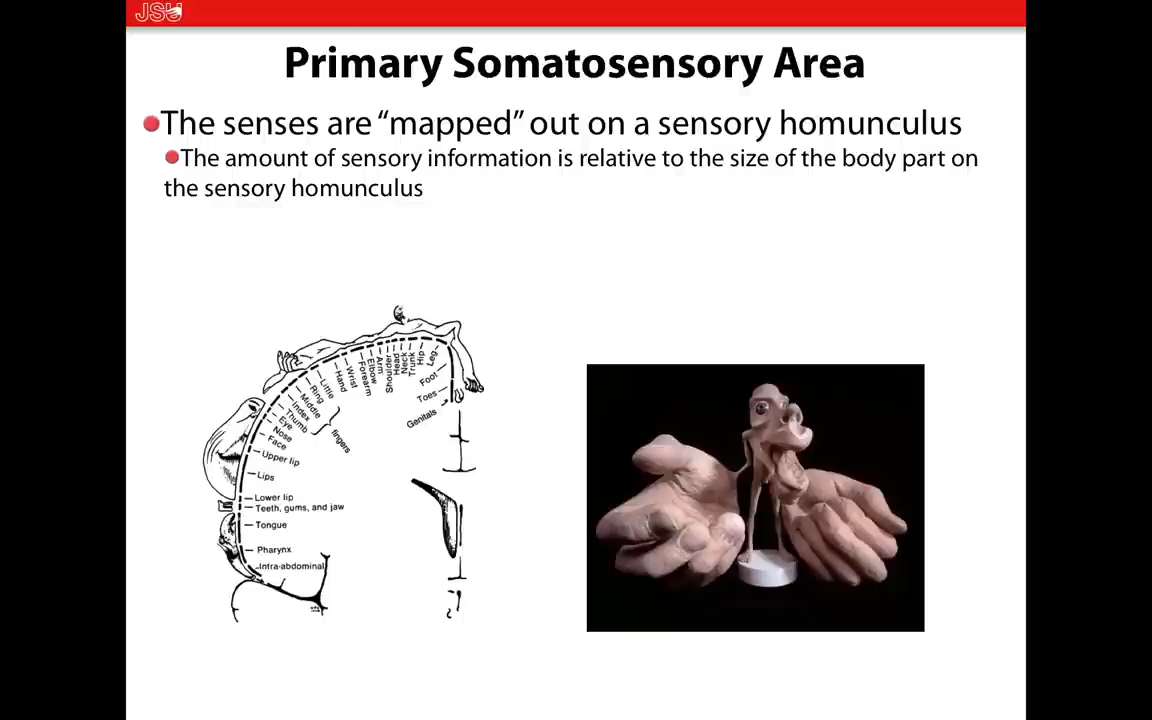 JSU
Primary Somatosensory Area
The senses are “mapped” out on a sensory homunculus
The amount of sensory information is relative to the size of the body part on
the sensory homunculus
Genitals
Toes
Foot
Leg
Hip
Trunk
Neck
Head
Shoulder
Arm
Elbow
Forearm
Wrist
Hand
Little
Ring
Middle
Index
Thumb
fingers
Eye
Nose
Face
Upper lip
Lips
Lower lip
Teeth, gums, and jaw
Tongue
Pharynx
Intra-abdominal